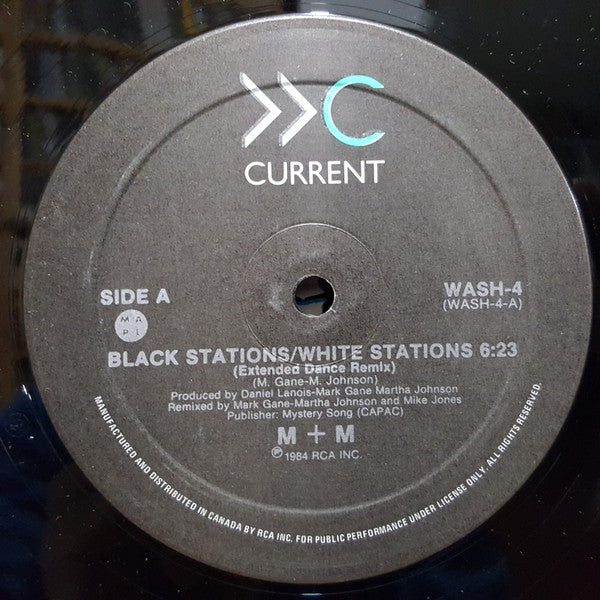 >>C
CURRENT
SIDE A
WASH-4
(WASH-4-A)
M A
P L
BLACK STATIONS/WHITE STATIONS 6:23
(Extended Dance Remix)
(M. Gane-M. Johnson)
Produced by Daniel Lanois-Mark Gane Martha Johnson
Remixed by Mark Gane-Martha Johnson and Mike Jones
Publisher: Mystery Song (CAPAC)
M + M
℗1984 RCA INC.
MANUFACTURED AND DISTRIBUTED IN CANADA BY RCA INC. FOR PUBLIC PERFORMANCE UNDER LICENSE ONLY. ALL RIGHTS RESERVED.